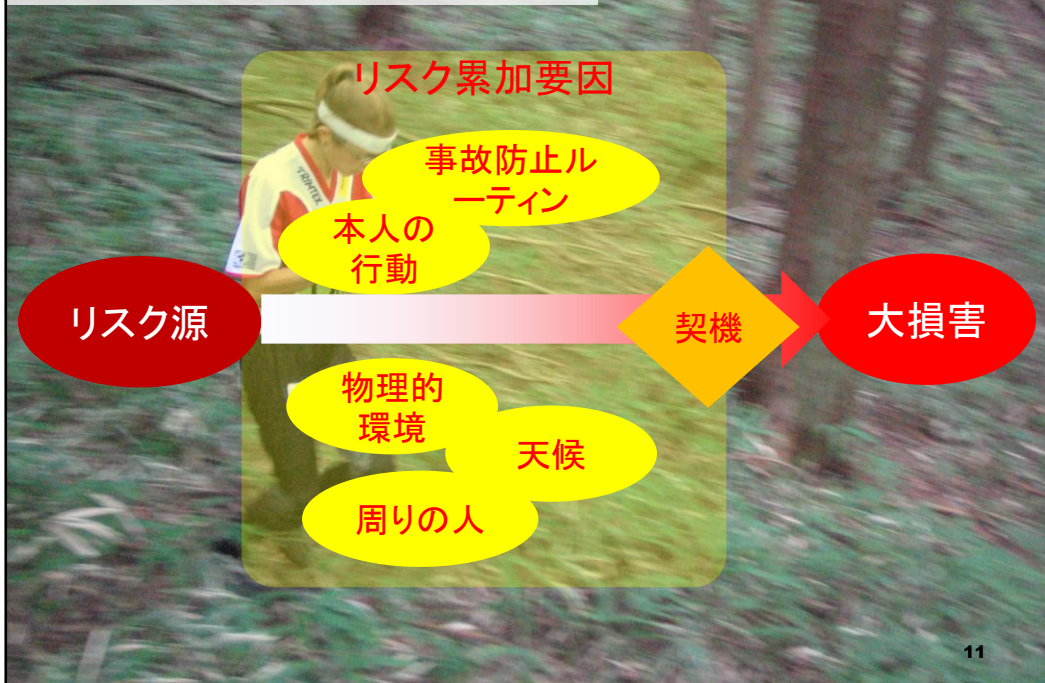 リスク累加要因
事故防止ル
ーティン
本人の
行動
リスク源
契機
大損害
物理的
環境
天候
周りの人
TRIMTEX
11